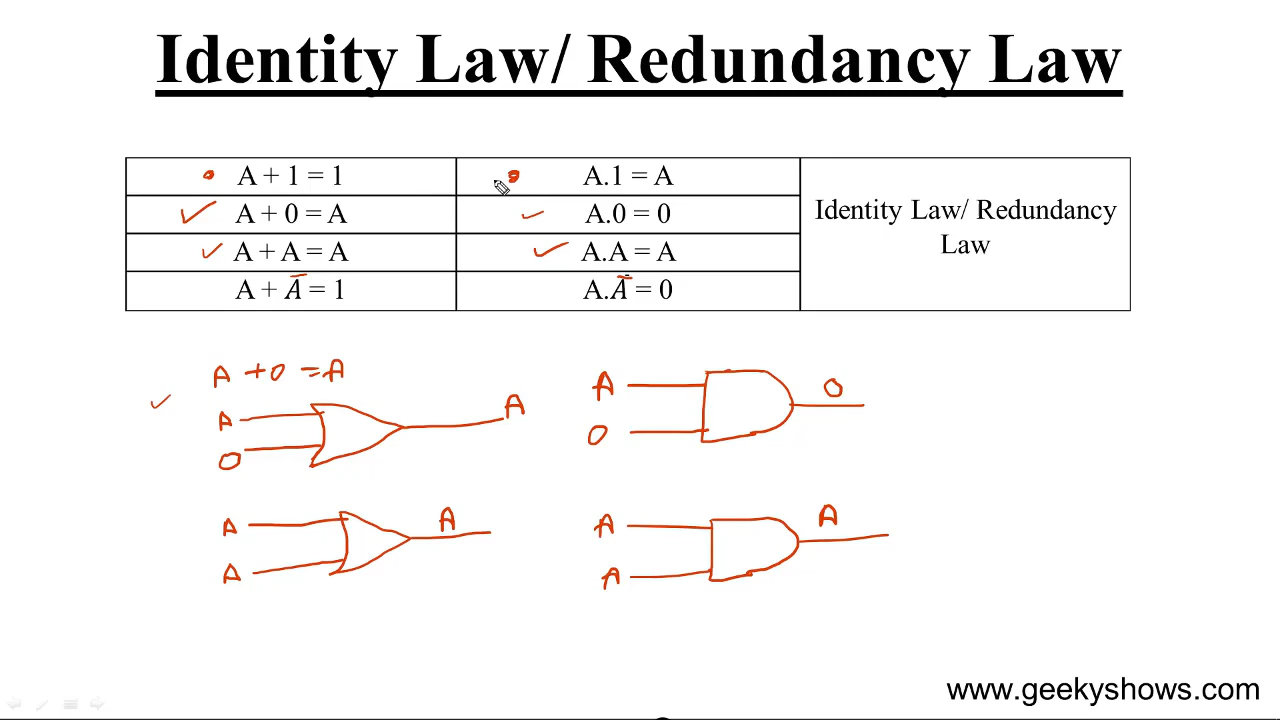 Identity Law/ Redundancy Law
A + 1 = 1
A.1 = A
A + 0 = A
A.0 = 0
A + A = A
A.A = A
A + A̅ = 1
A.A̅ = 0
Identity Law/ Redundancy
Law
A + 0 = A
A
0
A
A
0
0
A
A
A
A
A
A
www.geekyshows.com